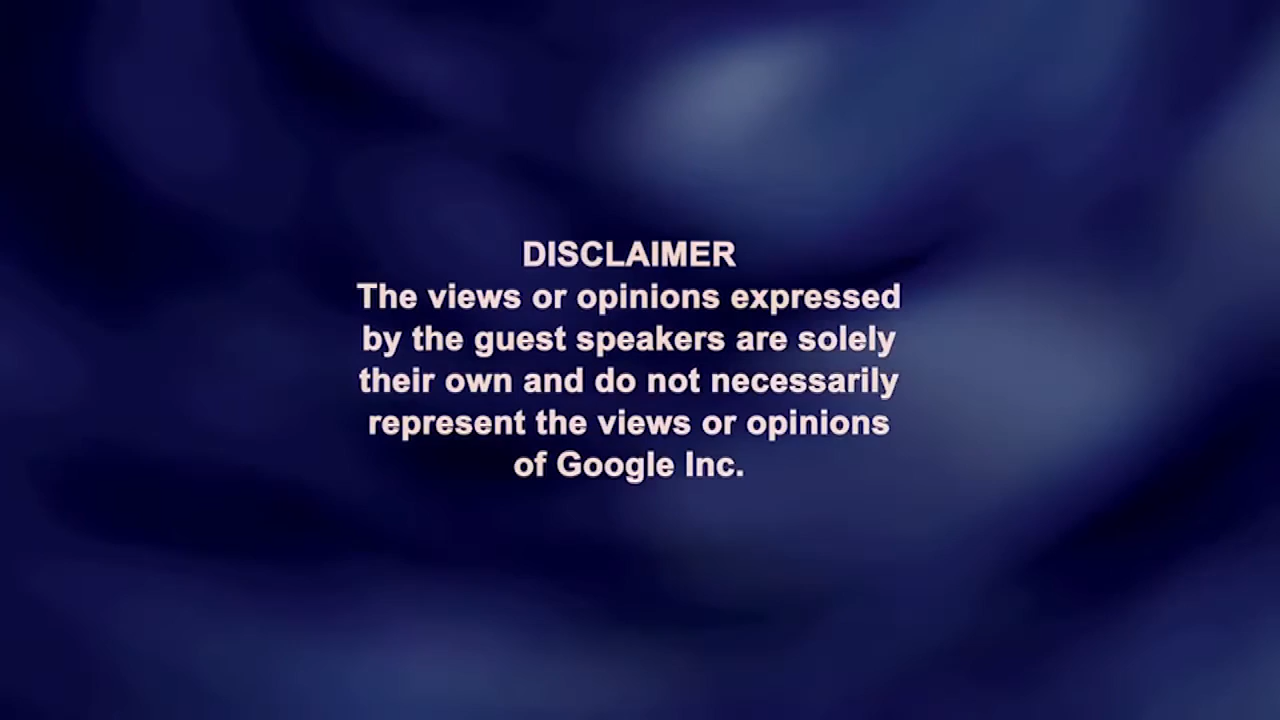 DISCLAIMER
The views or opinions expressed
by the guest speakers are solely
their own and do not necessarily
represent the views or opinions
of Google Inc.